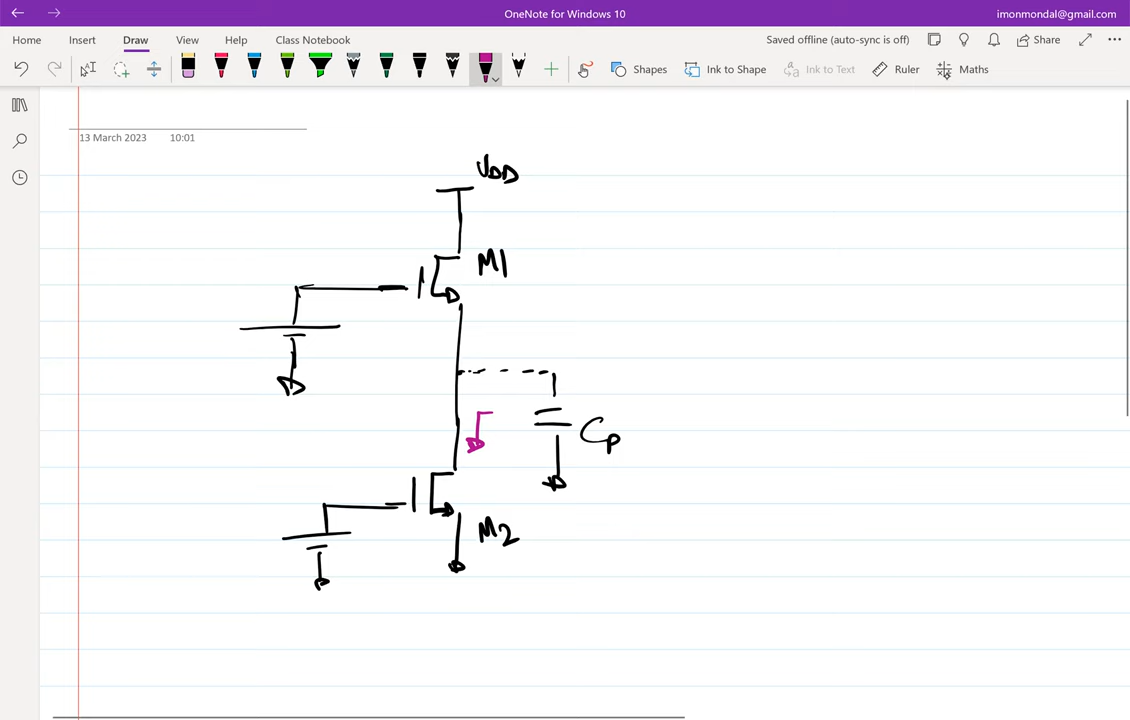 OneNote for Windows 10
imonmondal@gmail.com
Home Insert Draw View Help Class Notebook
Saved offline (auto-sync is off) Share
Shapes Ink to Shape Ink to Text Ruler Maths
13 March 2023 10:01
VDD
M1
Cp
M2